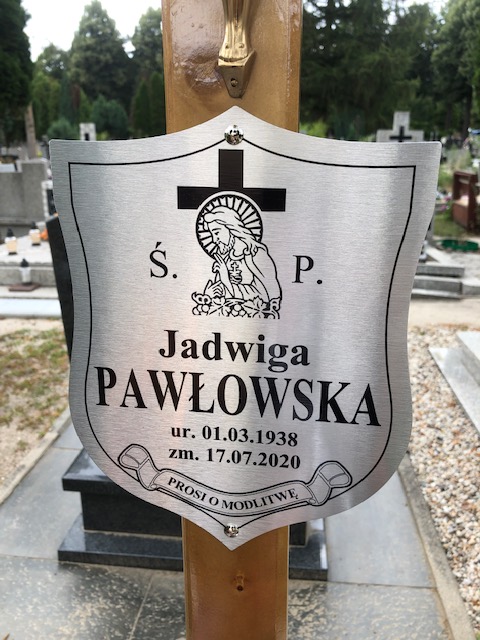 Ś. P.
Jadwiga
PAWŁOWSKA
ur. 01.03.1938
zm. 17.07.2020
PROSI O MODLITWĘ